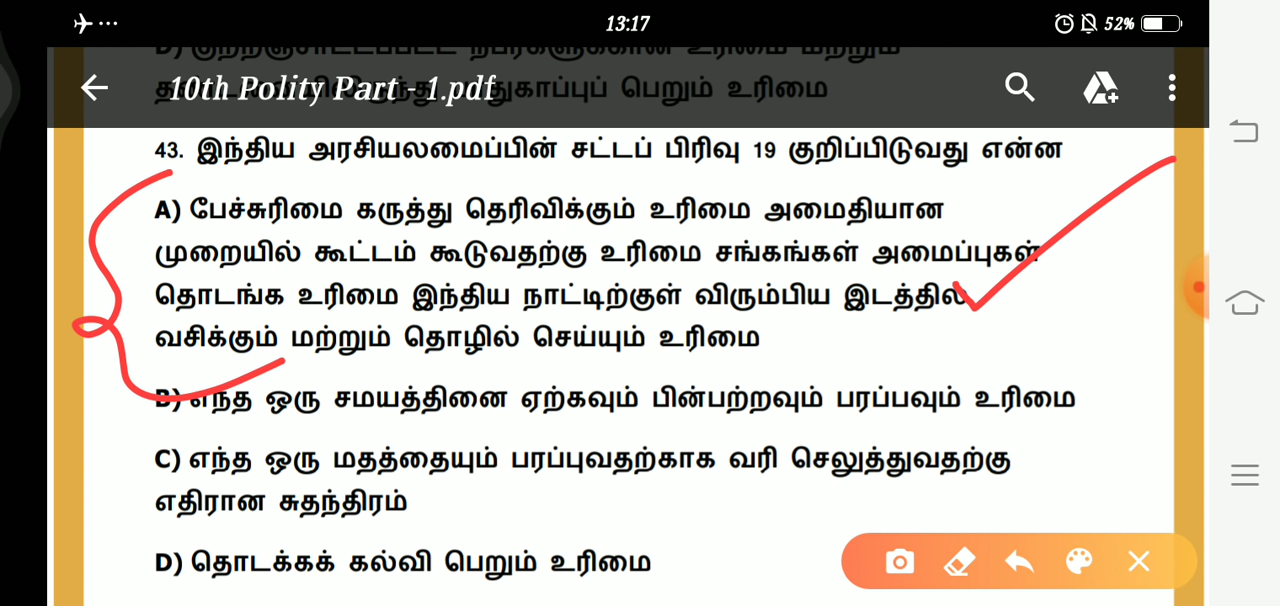 13:17
52%
10th Polity Part - 1.pdf
பாதுகாப்புப் பெறும் உரிமை
43. இந்திய அரசியலமைப்பின் சட்டப் பிரிவு 19 குறிப்பிடுவது என்ன
A) பேச்சுரிமை கருத்து தெரிவிக்கும் உரிமை அமைதியான
முறையில் கூட்டம் கூடுவதற்கு உரிமை சங்கங்கள் அமைப்புகள்
தொடங்க உரிமை இந்திய நாட்டிற்குள் விரும்பிய இடத்தில்
வசிக்கும் மற்றும் தொழில் செய்யும் உரிமை
B) எந்த ஒரு சமயத்தினை ஏற்கவும் பின்பற்றவும் பரப்பவும் உரிமை
C) எந்த ஒரு மதத்தையும் பரப்புவதற்காக வரி செலுத்துவதற்கு
எதிரான சுதந்திரம்
D) தொடக்கக் கல்வி பெறும் உரிமை